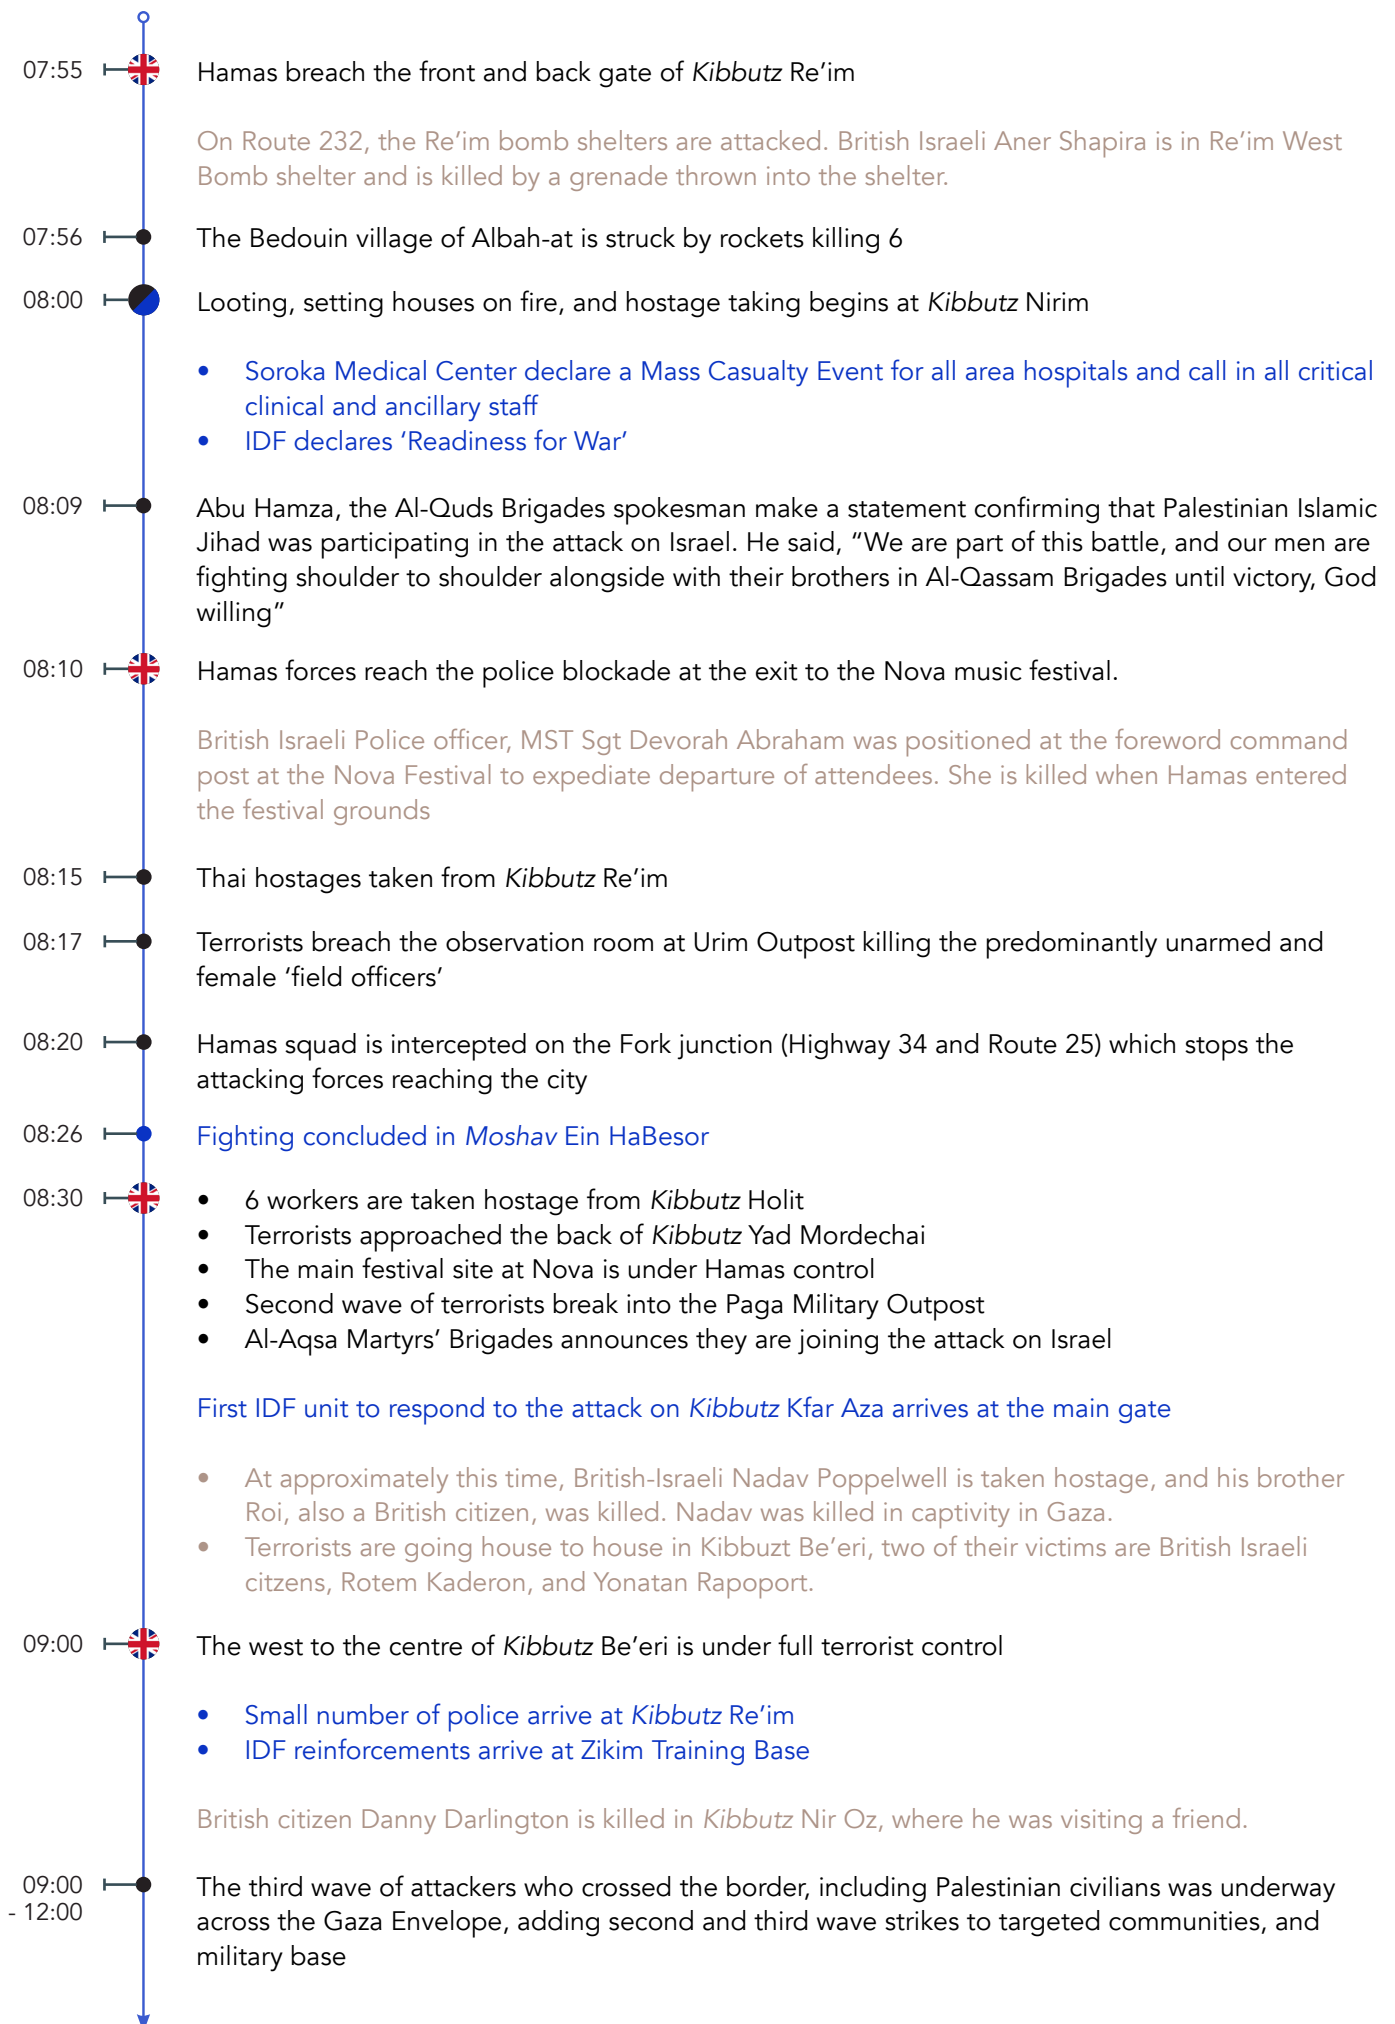 07:55 Hamas breach the front and back gate of Kibbutz Re’im
On Route 232, the Re’im bomb shelters are attacked. British Israeli Aner Shapira is in Re’im West
Bomb shelter and is killed by a grenade thrown into the shelter.
07:56 The Bedouin village of Albah-at is struck by rockets killing 6
08:00 Looting, setting houses on fire, and hostage taking begins at Kibbutz Nirim
• Soroka Medical Center declare a Mass Casualty Event for all area hospitals and call in all critical
clinical and ancillary staff
• IDF declares ‘Readiness for War’
08:09 Abu Hamza, the Al-Quds Brigades spokesman make a statement confirming that Palestinian Islamic
Jihad was participating in the attack on Israel. He said, “We are part of this battle, and our men are
fighting shoulder to shoulder alongside with their brothers in Al-Qassam Brigades until victory, God
willing”
08:10 Hamas forces reach the police blockade at the exit to the Nova music festival.
British Israeli Police officer, MST Sgt Devorah Abraham was positioned at the foreword command
post at the Nova Festival to expediate departure of attendees. She is killed when Hamas entered
the festival grounds
08:15 Thai hostages taken from Kibbutz Re’im
08:17 Terrorists breach the observation room at Urim Outpost killing the predominantly unarmed and
female ‘field officers’
08:20 Hamas squad is intercepted on the Fork junction (Highway 34 and Route 25) which stops the
attacking forces reaching the city
08:26 Fighting concluded in Moshav Ein HaBesor
08:30 • 6 workers are taken hostage from Kibbutz Holit
• Terrorists approached the back of Kibbutz Yad Mordechai
• The main festival site at Nova is under Hamas control
• Second wave of terrorists break into the Paga Military Outpost
• Al-Aqsa Martyrs’ Brigades announces they are joining the attack on Israel
First IDF unit to respond to the attack on Kibbutz Kfar Aza arrives at the main gate
• At approximately this time, British-Israeli Nadav Poppelwell is taken hostage, and his brother
Roi, also a British citizen, was killed. Nadav was killed in captivity in Gaza.
• Terrorists are going house to house in Kibbuzt Be’eri, two of their victims are British Israeli
citzens, Rotem Kaderon, and Yonatan Rapoport.
09:00 The west to the centre of Kibbutz Be’eri is under full terrorist control
• Small number of police arrive at Kibbutz Re’im
• IDF reinforcements arrive at Zikim Training Base
British citizen Danny Darlington is killed in Kibbutz Nir Oz, where he was visiting a friend.
09:00 The third wave of attackers who crossed the border, including Palestinian civilians was underway
- 12:00 across the Gaza Envelope, adding second and third wave strikes to targeted communities, and
military base